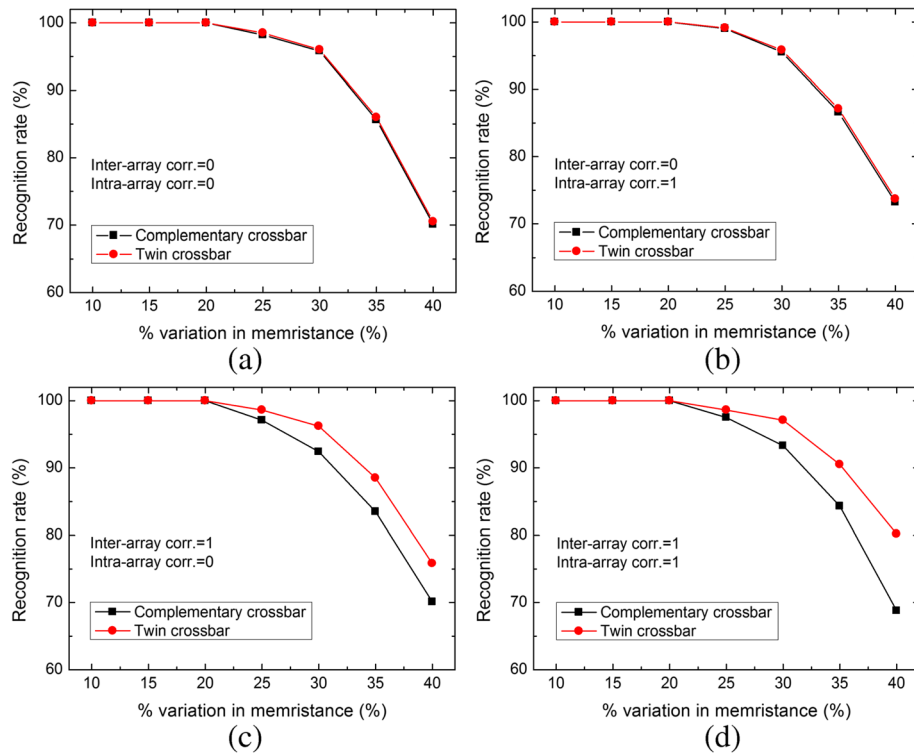 100
90
80
70
60
Recognition rate (%)
Inter-array corr.=0
Intra-array corr.=0
Complementary crossbar
Twin crossbar
10 15 20 25 30 35 40
% variation in memristance (%)
(a)
100
90
80
70
60
Recognition rate (%)
Inter-array corr.=0
Intra-array corr.=1
Complementary crossbar
Twin crossbar
10 15 20 25 30 35 40
% variation in memristance (%)
(b)
100
90
80
70
60
Recognition rate (%)
Inter-array corr.=1
Intra-array corr.=0
Complementary crossbar
Twin crossbar
10 15 20 25 30 35 40
% variation in memristance (%)
(c)
100
90
80
70
60
Recognition rate (%)
Inter-array corr.=1
Intra-array corr.=1
Complementary crossbar
Twin crossbar
10 15 20 25 30 35 40
% variation in memristance (%)
(d)